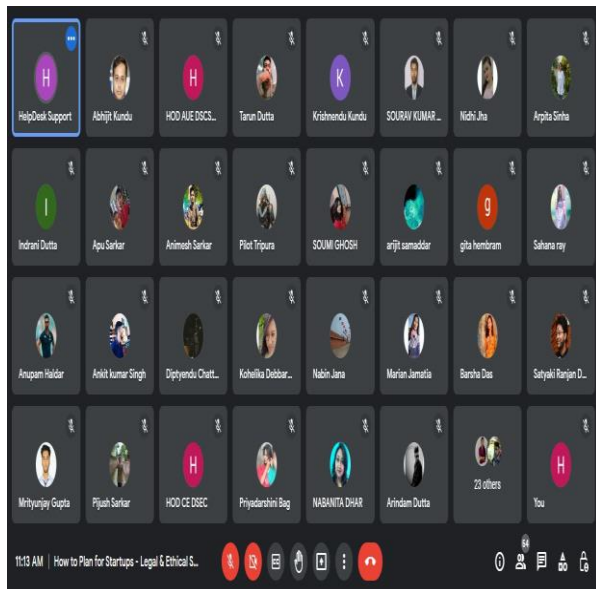 H
HelpDesk Support
Abhijit Kundu
H
HOD AUE DSCS...
Tarun Dutta
K
Krishnendu Kundu
SOURAV KUMAR ...
Nidhi Jha
Arpita Sinha
I
Indrani Dutta
Apu Sarkar
Animesh Sarkar
Pilot Tripura
SOUMI GHOSH
arijit samaddar
g
gita hembram
Sahana ray
Anupam Haldar
Ankit kumar Singh
Diptyendu Chatt...
Kohelika Debbar...
Nabin Jana
Marian Jamatia
Barsha Das
Satyaki Ranjan D...
Mrityunjay Gupta
Pijush Sarkar
H
HOD CE DSEC
Priyadarshini Bag
NABANITA DHAR
Arindam Dutta
23 others
H
You
11:13 AM | How to Plan for Startups - Legal & Ethical S...
54